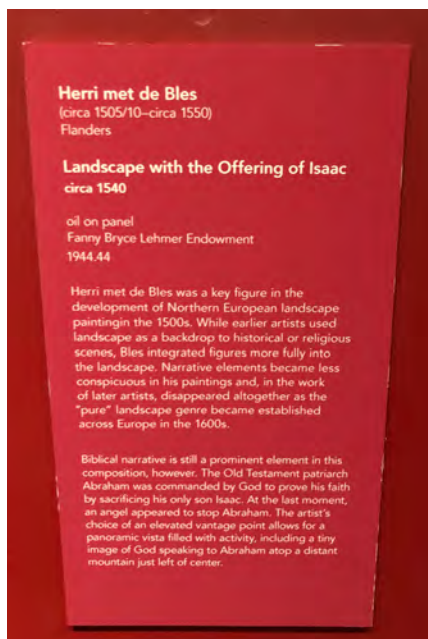 Herri met de Bles
(circa 1505/10–circa 1550)
Flanders
Landscape with the Offering of Isaac
circa 1540
oil on panel
Fanny Bryce Lehmer Endowment
1944.44
Herri met de Bles was a key figure in the
development of Northern European landscape
paintingin the 1500s. While earlier artists used
landscape as a backdrop to historical or religious
scenes, Bles integrated figures more fully into
the landscape. Narrative elements became less
conspicuous in his paintings and, in the work
of later artists, disappeared altogether as the
"pure" landscape genre became established
across Europe in the 1600s.
Biblical narrative is still a prominent element in this
composition, however. The Old Testament patriarch
Abraham was commanded by God to prove his faith
by sacrificing his only son Isaac. At the last moment,
an angel appeared to stop Abraham. The artist's
choice of an elevated vantage point allows for a
panoramic vista filled with activity, including a tiny
image of God speaking to Abraham atop a distant
mountain just left of center.